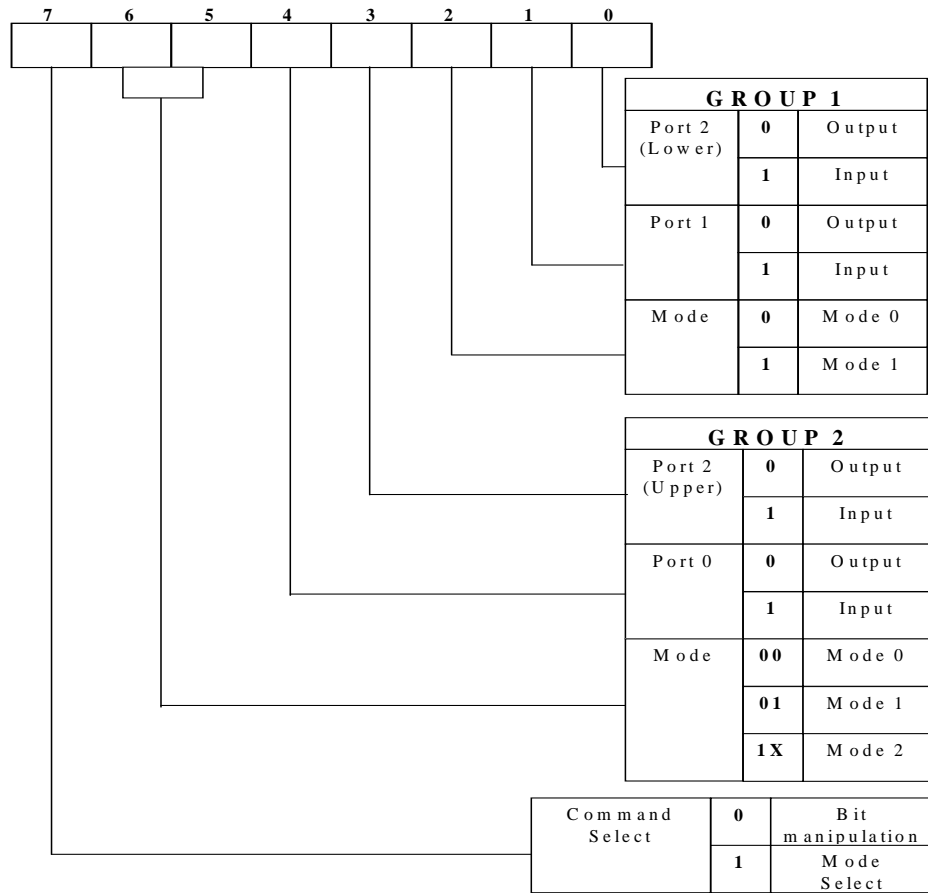 7 6 5 4 3 2 1 0
GROUP 1
Port 2 0 Output
(Lower)
1 Input
Port 1 0 Output
1 Input
Mode 0 Mode 0
1 Mode 1
GROUP 2
Port 2 0 Output
(Upper)
1 Input
Port 0 0 Output
1 Input
Mode 00 Mode 0
01 Mode 1
1X Mode 2
Command 0 Bit
Select manipulation
1 Mode
Select